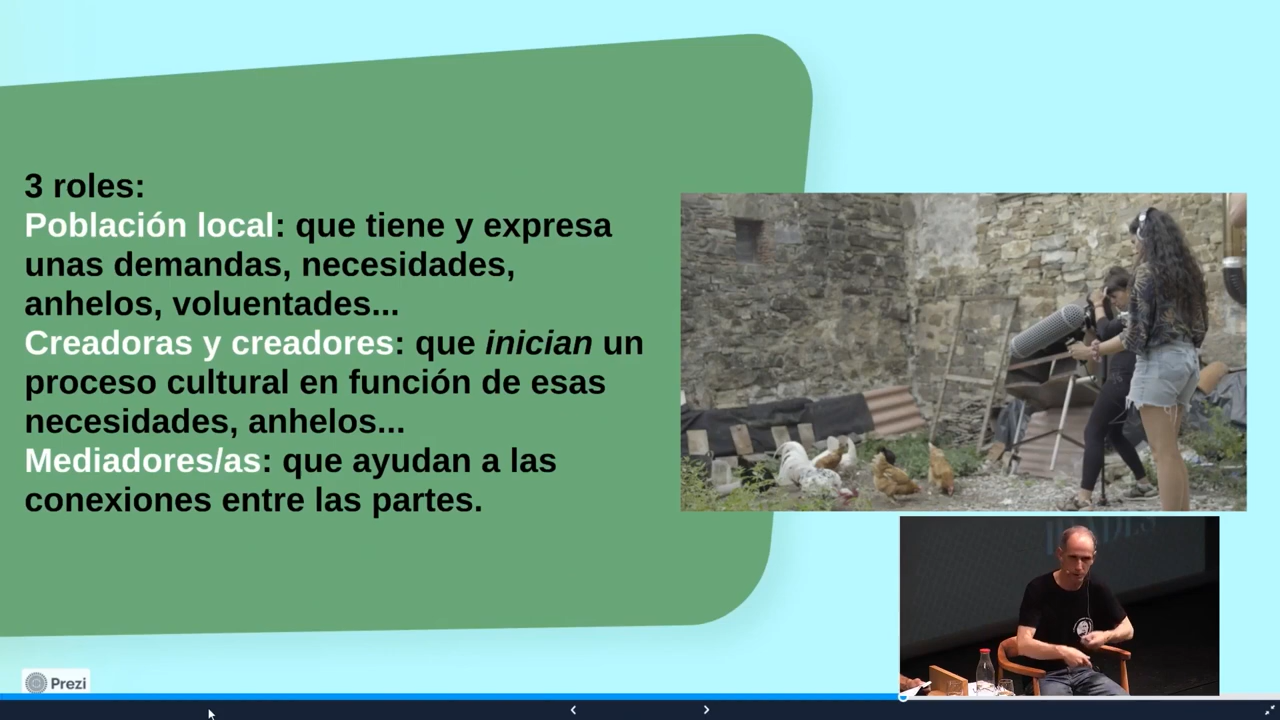 3 roles:
Población local: que tiene y expresa
unas demandas, necesidades,
anhelos, voluentades...
Creadoras y creadores: que inician un
proceso cultural en función de esas
necesidades, anhelos...
Mediadores/as: que ayudan a las
conexiones entre las partes.
Prezi